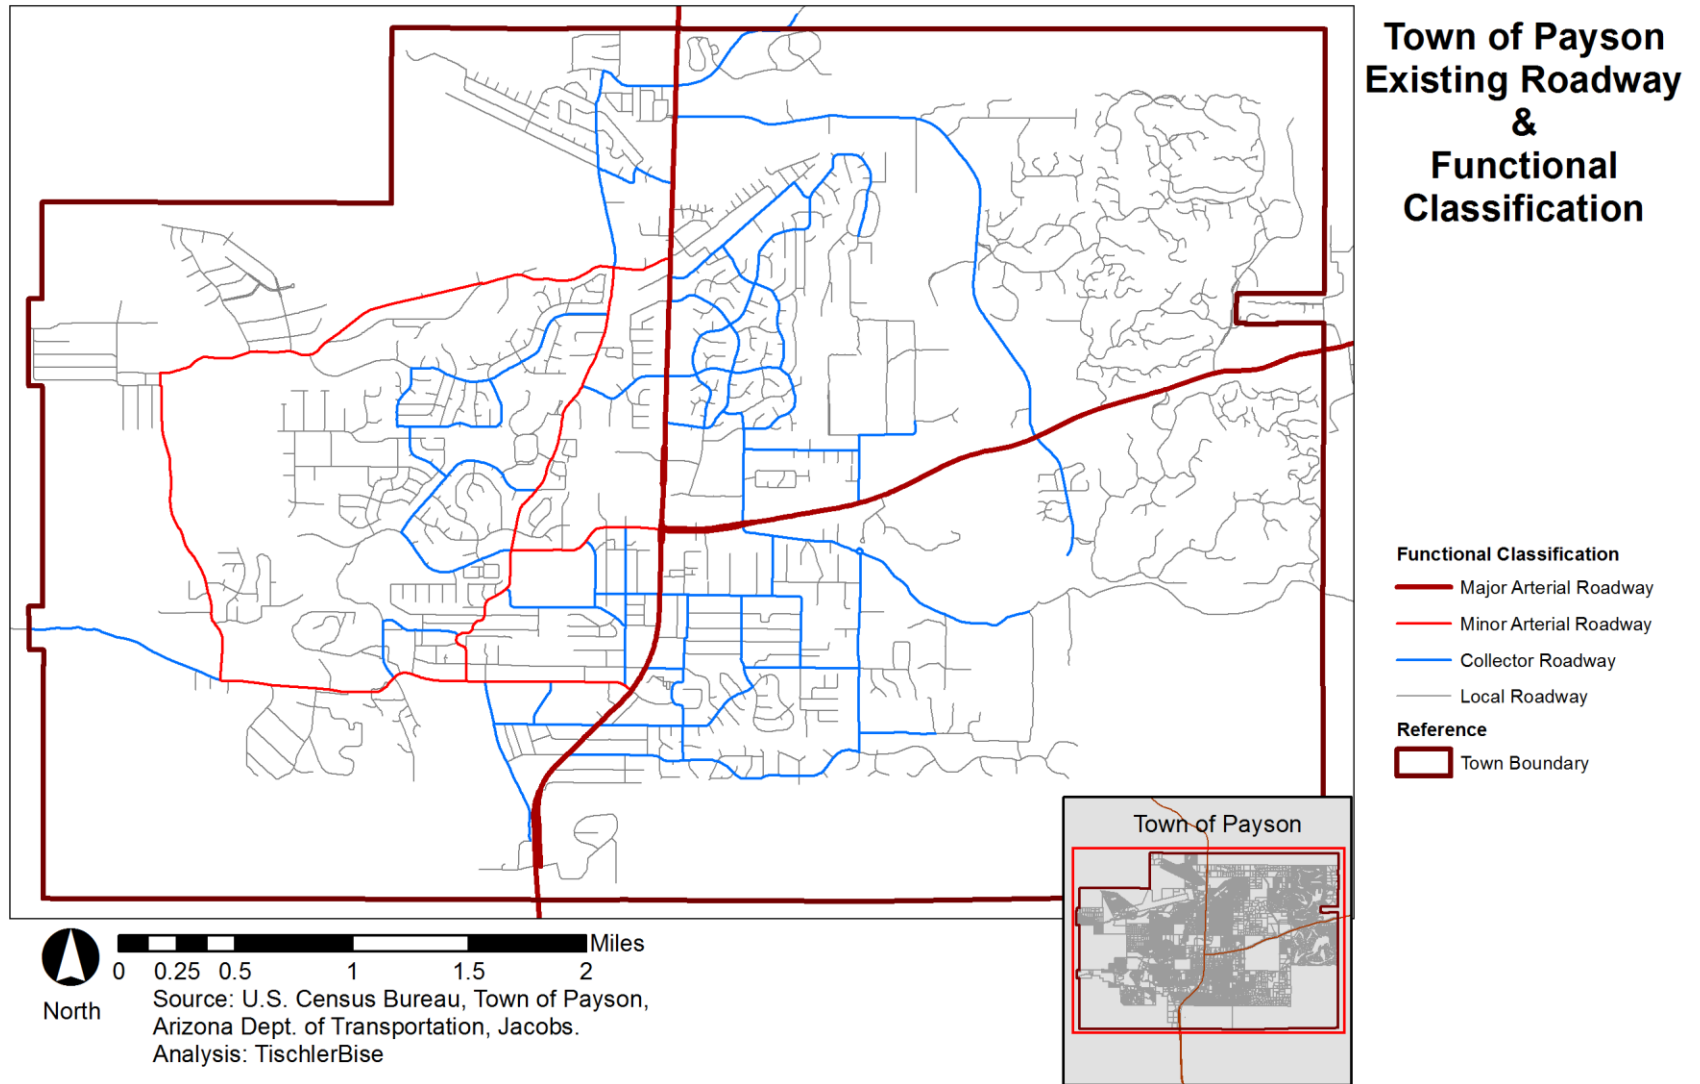 Town of Payson
Existing Roadway
&
Functional
Classification
Functional Classification
Major Arterial Roadway
Minor Arterial Roadway
Collector Roadway
Local Roadway
Reference
Town Boundary
Town of Payson
Miles
0 0.25 0.5 1 1.5 2
North
Source: U.S. Census Bureau, Town of Payson,
Arizona Dept. of Transportation, Jacobs.
Analysis: TischlerBise